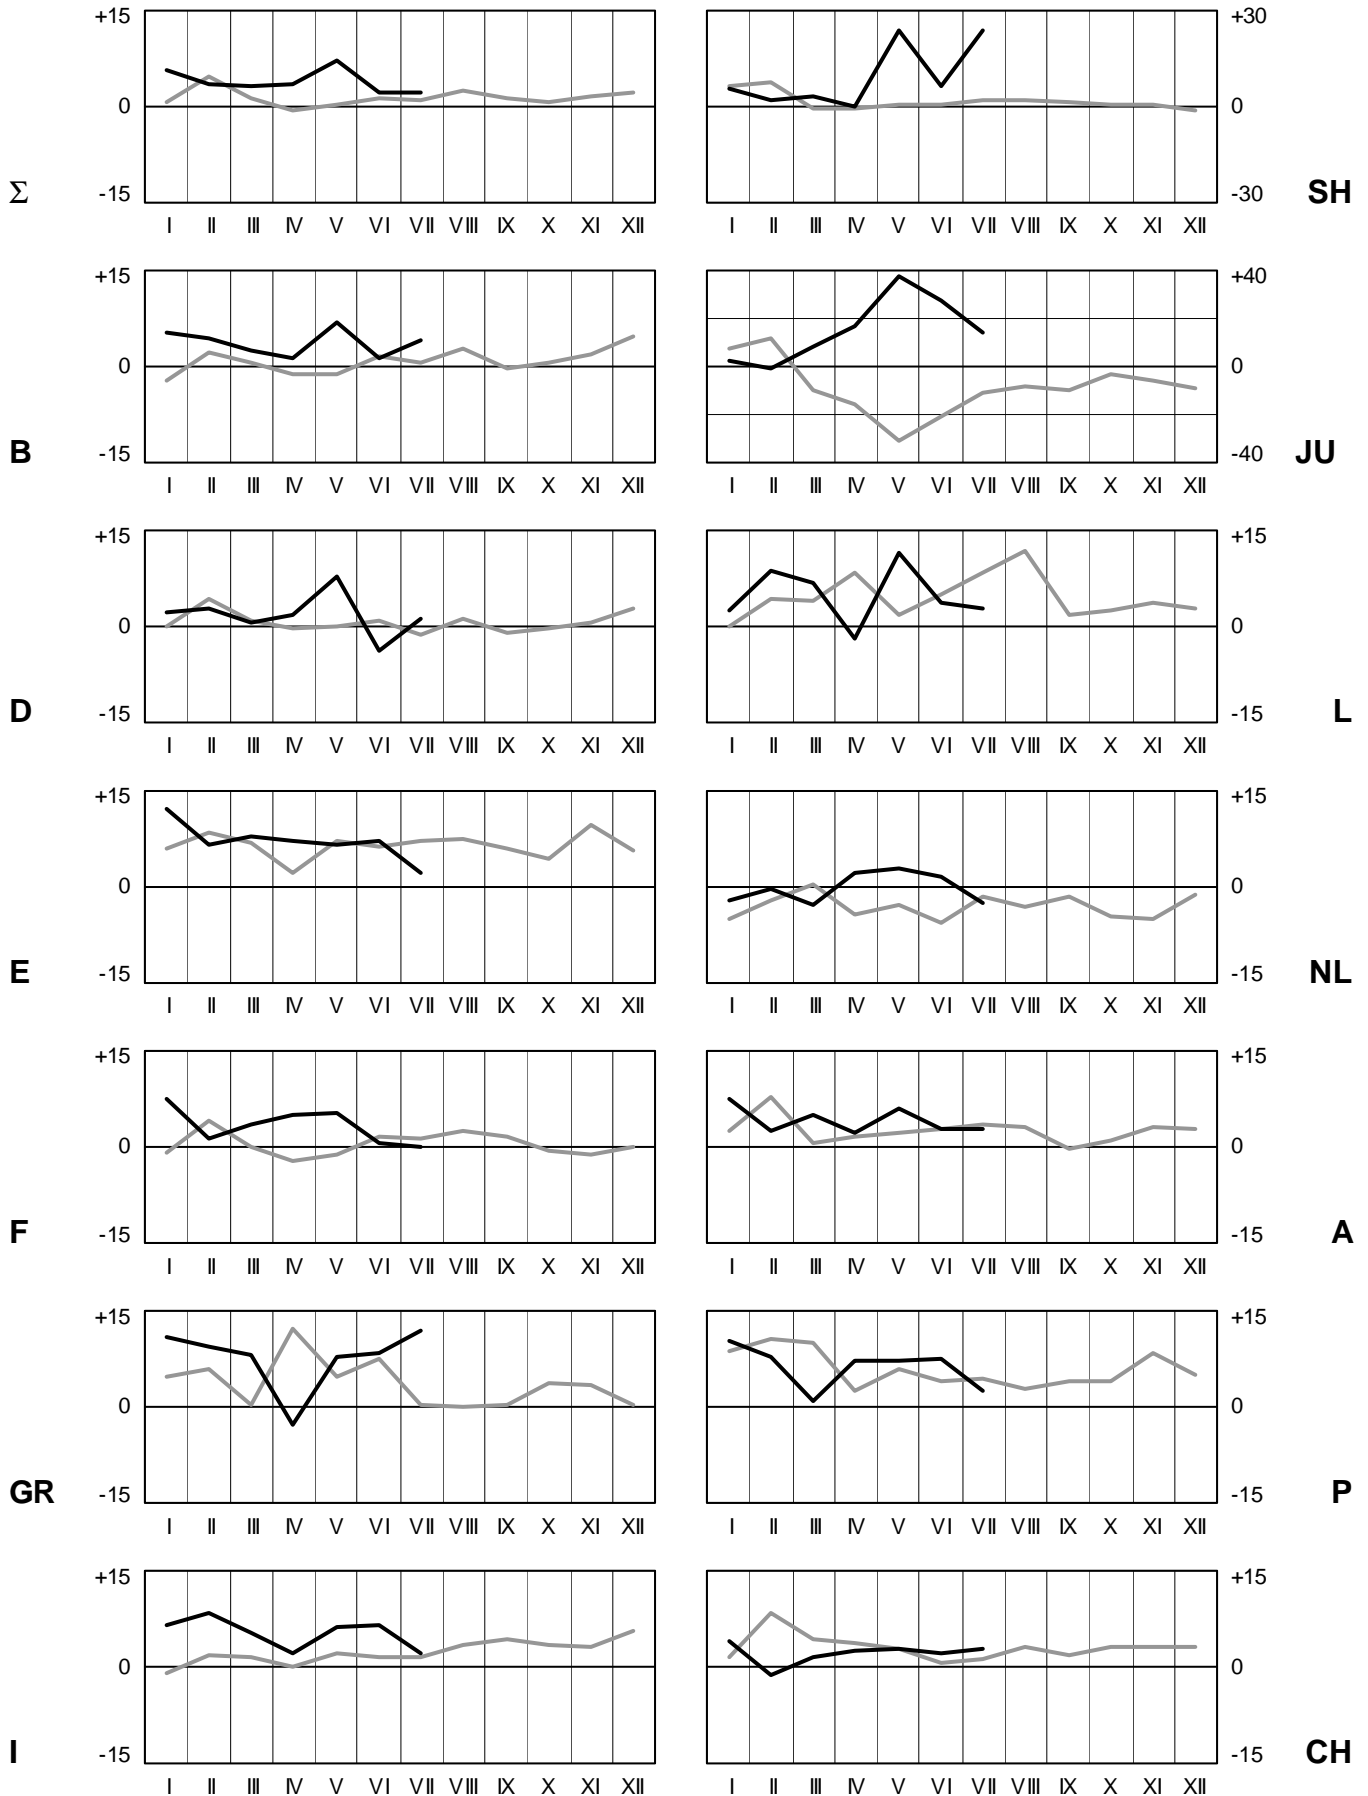 +15 +30
0 0
Σ -15 -30 SH
I II III IV V VI VII VIII IX X XI XII I II III IV V VI VII VIII IX X XI XII
+15 +40
0 0
B -15 -40 JU
I II III IV V VI VII VIII IX X XI XII I II III IV V VI VII VIII IX X XI XII
+15 +15
0 0
D -15 -15 L
I II III IV V VI VII VIII IX X XI XII I II III IV V VI VII VIII IX X XI XII
+15 +15
0 0
E -15 -15 NL
I II III IV V VI VII VIII IX X XI XII I II III IV V VI VII VIII IX X XI XII
+15 +15
0 0
F -15 -15 A
I II III IV V VI VII VIII IX X XI XII I II III IV V VI VII VIII IX X XI XII
+15 +15
0 0
GR -15 -15 P
I II III IV V VI VII VIII IX X XI XII I II III IV V VI VII VIII IX X XI XII
+15 +15
0 0
I -15 -15 CH
I II III IV V VI VII VIII IX X XI XII I II III IV V VI VII VIII IX X XI XII